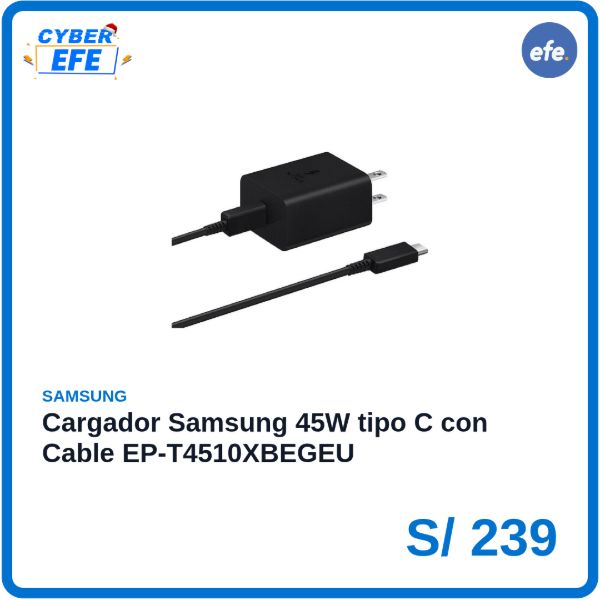 CYBER
EFE
efe.
SAMSUNG
Cargador Samsung 45W tipo C con
Cable EP-T4510XBEGEU
S/ 239